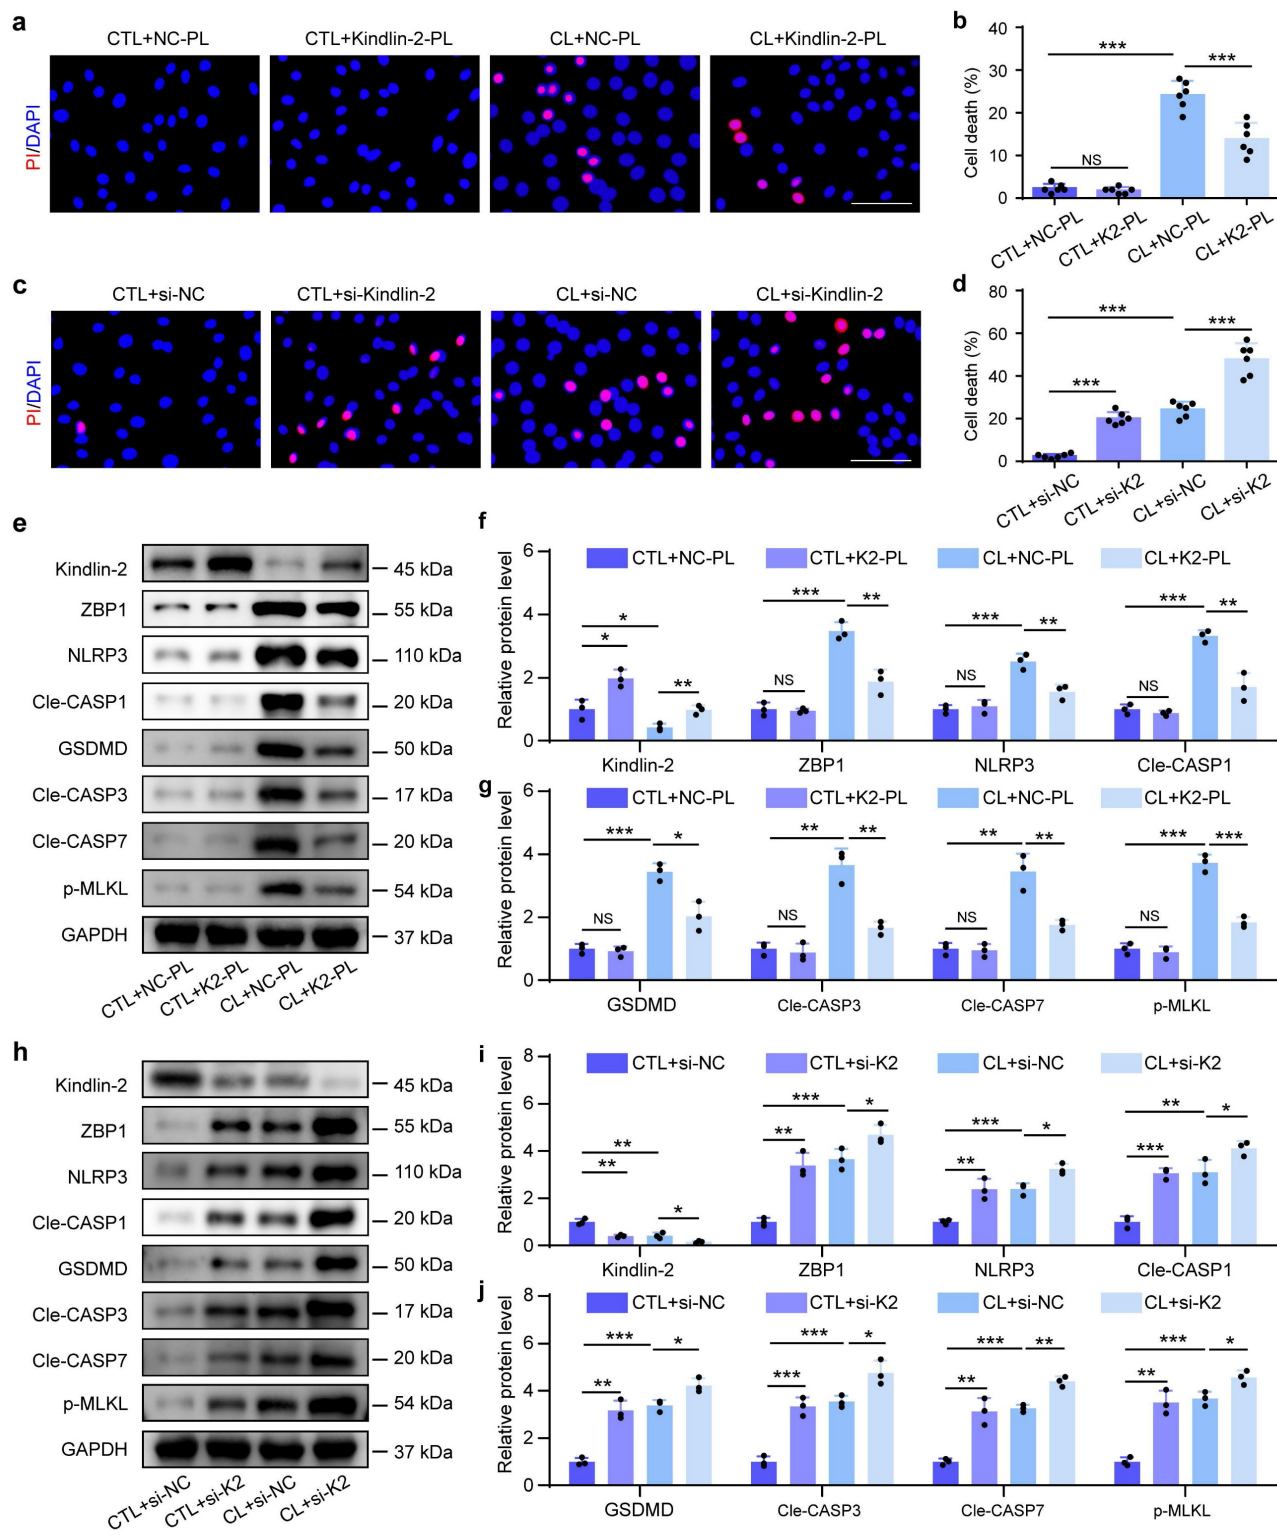 a
CTL+NC-PL
CTL+Kindlin-2-PL
CL+NC-PL
CL+Kindlin-2-PL
PI/DAPI
b
Cell death (%)
40
30
20
10
0
***
***
NS
CTL+NC-PL
CTL+K2-PL
CL+NC-PL
CL+K2-PL
c
CTL+si-NC
CTL+si-Kindlin-2
CL+si-NC
CL+si-Kindlin-2
PI/DAPI
d
Cell death (%)
80
60
40
20
0
***
***
***
CTL+si-NC
CTL+si-K2
CL+si-NC
CL+si-K2
e
Kindlin-2 45 kDa
ZBP1 55 kDa
NLRP3 110 kDa
Cle-CASP1 20 kDa
GSDMD 50 kDa
Cle-CASP3 17 kDa
Cle-CASP7 20 kDa
p-MLKL 54 kDa
GAPDH 37 kDa
CTL+NC-PL
CTL+K2-PL
CL+NC-PL
CL+K2-PL
f
Relative protein level
6
4
2
0
CTL+NC-PL CTL+K2-PL CL+NC-PL CL+K2-PL
* * **
*** ** NS
*** ** NS
*** ** NS
Kindlin-2 ZBP1 NLRP3 Cle-CASP1
g
Relative protein level
6
4
2
0
CTL+NC-PL CTL+K2-PL CL+NC-PL CL+K2-PL
*** * NS
** ** NS
** ** NS
*** *** NS
GSDMD Cle-CASP3 Cle-CASP7 p-MLKL
h
Kindlin-2 45 kDa
ZBP1 55 kDa
NLRP3 110 kDa
Cle-CASP1 20 kDa
GSDMD 50 kDa
Cle-CASP3 17 kDa
Cle-CASP7 20 kDa
p-MLKL 54 kDa
GAPDH 37 kDa
CTL+si-NC
CTL+si-K2
CL+si-NC
CL+si-K2
i
Relative protein level
8
6
4
2
0
CTL+si-NC CTL+si-K2 CL+si-NC CL+si-K2
** ** *
*** * **
*** * **
** * ***
Kindlin-2 ZBP1 NLRP3 Cle-CASP1
j
Relative protein level
8
6
4
2
0
CTL+si-NC CTL+si-K2 CL+si-NC CL+si-K2
*** * **
*** * ***
*** ** **
*** * **
GSDMD Cle-CASP3 Cle-CASP7 p-MLKL